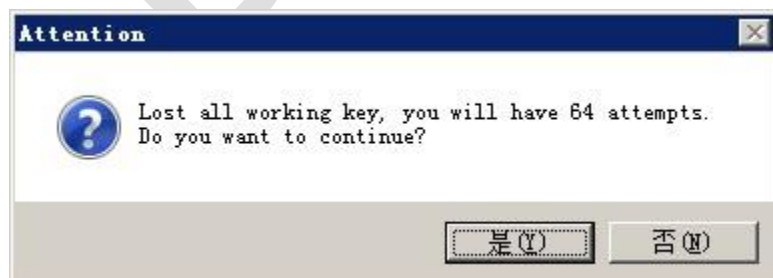 Attention
Lost all working key, you will have 64 attempts.
Do you want to continue?
是(Y) 否(N)